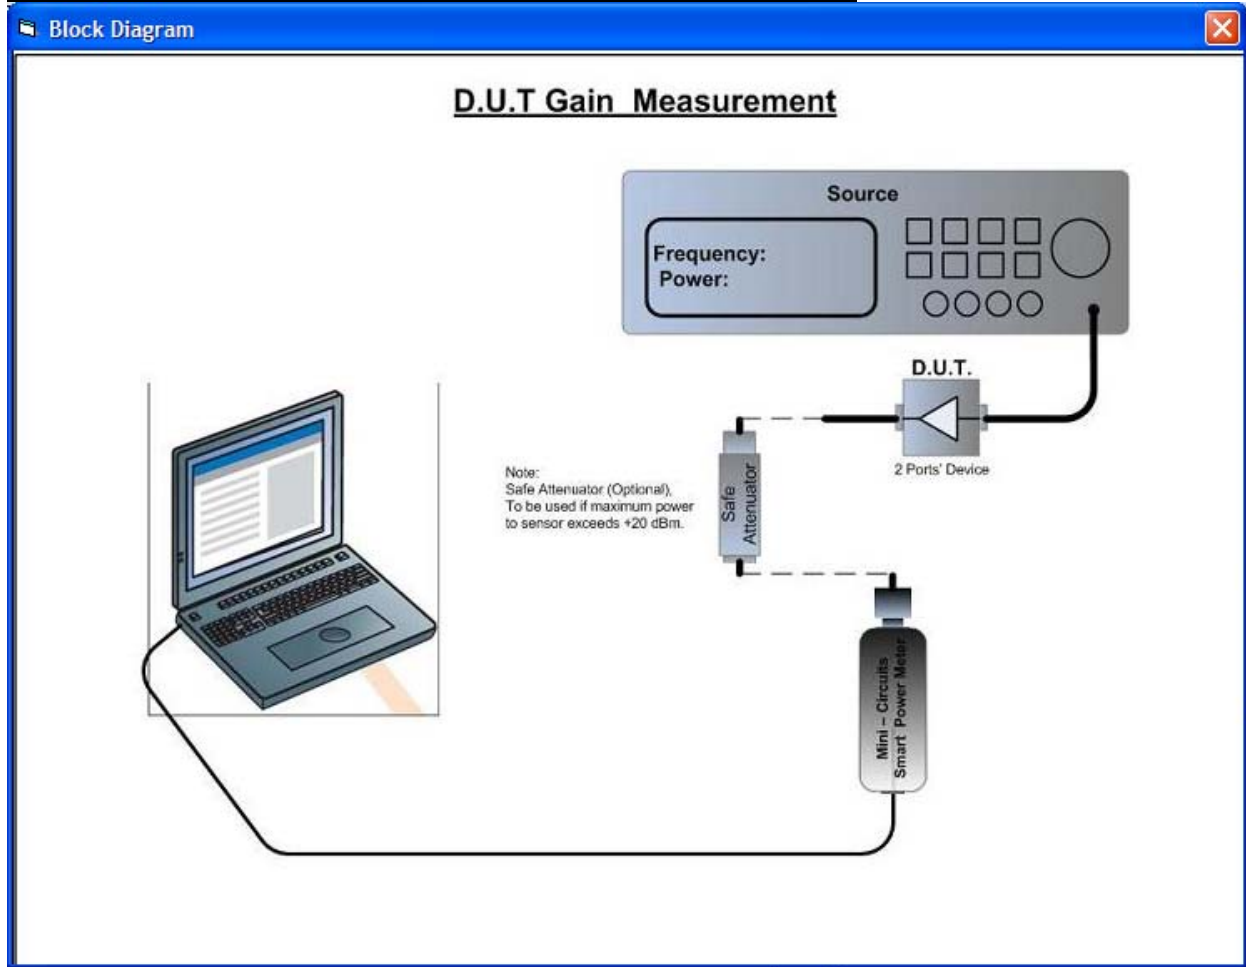 Block Diagram
D.U.T Gain Measurement
Source
Frequency:
Power:
D.U.T.
2 Ports' Device
Note:
Safe Attenuator (Optional),
To be used if maximum power
to sensor exceeds +20 dBm.
Safe
Attenuator
Mini – Circuits
Smart Power Meter